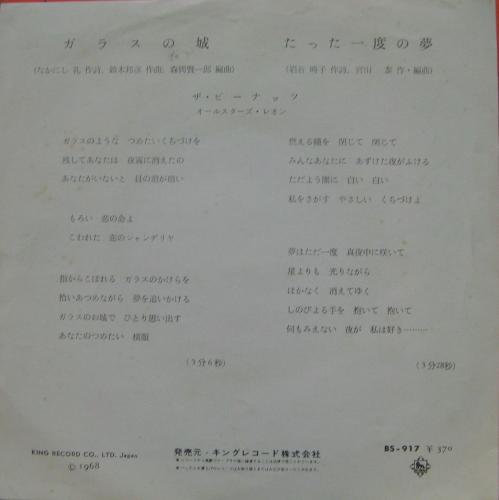 ガラスの城
(なかにし 礼 作詩、鈴木邦彦 作曲、森岡賢一郎 編曲)
たった一度の夢
(岩谷 時子 作詩、宮川 泰 作・編曲)
ザ・ピーナッツ
オールスターズ・レオン
ガラスのような つめたいくちづけを
残してあなたは 夜霧に消えたの
あなたがいないと 目の前が暗い
もろい 恋の命よ
こわれた 恋のシャンデリヤ
指からこぼれる ガラスのかけらを
拾いあつめながら 夢を追いかける
ガラスのお城で ひとり思い出す
あなたのつめたい 横顔
(3分6秒)
燃える瞳を 閉じて 閉じて
みんなあなたに あずけた夜がふける
ただよう闇に 白い 白い
私をさがす やさしい くちづけよ
夢はただ一度 真夜中に咲いて
星よりも 光りながら
はかなく 消えてゆく
しのびよる手を 抱いて 抱いて
何もみえない 夜が 私は好き………
(3分28秒)
KING RECORD CO., LTD. Japan
© 1968
発売元・キングレコード株式会社
BS-917 ¥370